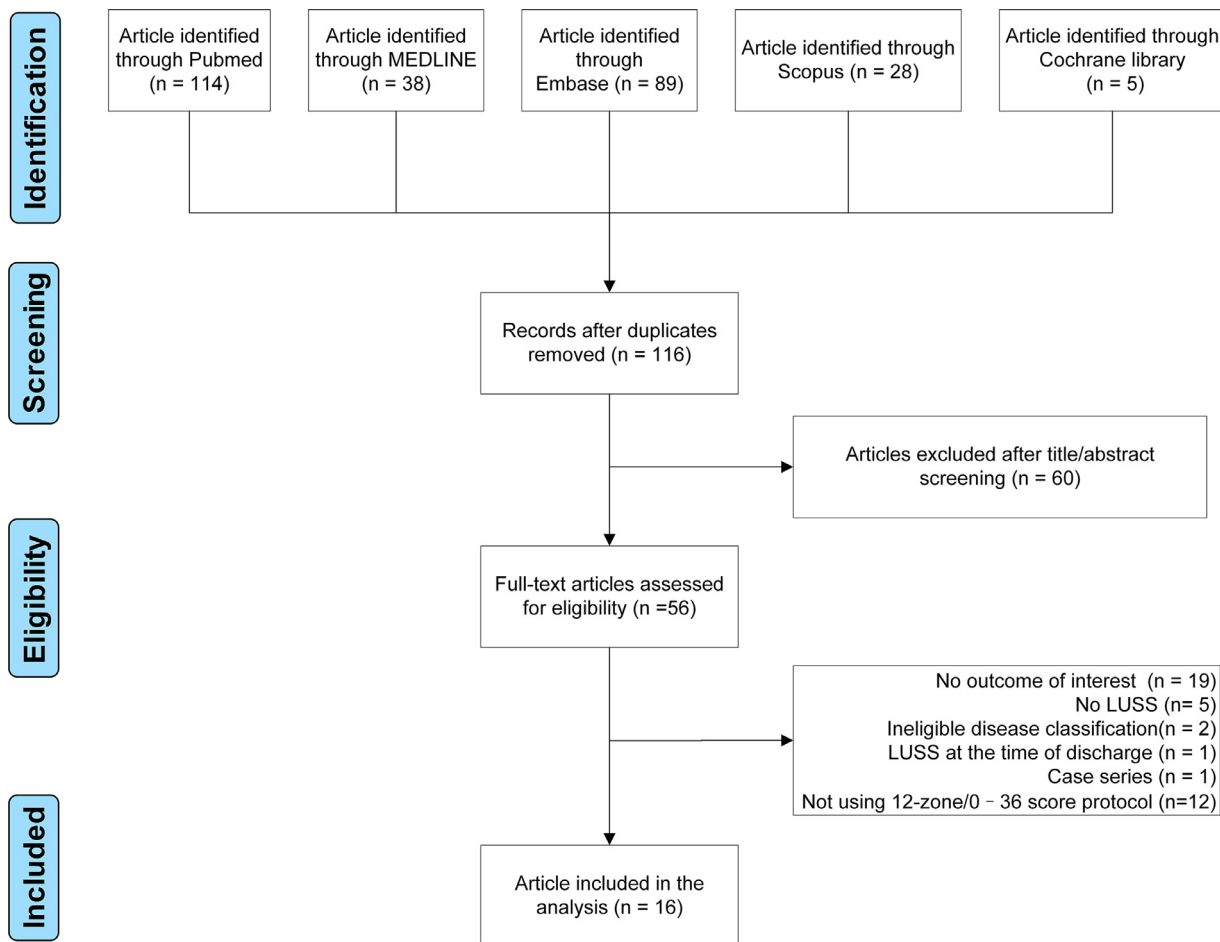 Identification
Article identified
through Pubmed
(n = 114)
Article identified
through MEDLINE
(n = 38)
Article identified
through
Embase (n = 89)
Article identified through
Scopus (n = 28)
Article identified through
Cochrane library
(n = 5)
Screening
Records after duplicates
removed (n = 116)
Articles excluded after title/abstract
screening (n = 60)
Eligibility
Full-text articles assessed
for eligibility (n =56)
No outcome of interest (n = 19)
No LUSS (n= 5)
Ineligible disease classification(n = 2)
LUSS at the time of discharge (n = 1)
Case series (n = 1)
Not using 12-zone/0–36 score protocol (n=12)
Included
Article included in the
analysis (n = 16)